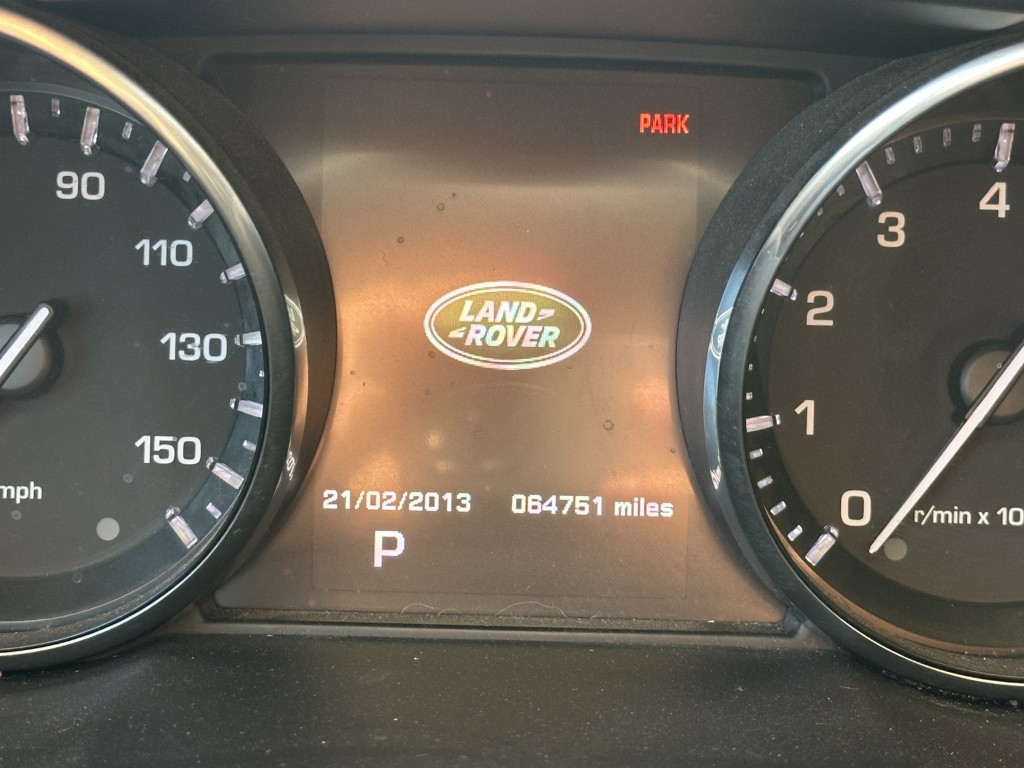 PARK
90
110
130
150
mph
LAND
ROVER
21/02/2013 064751 miles
P
4
3
2
1
0
r/min x 10